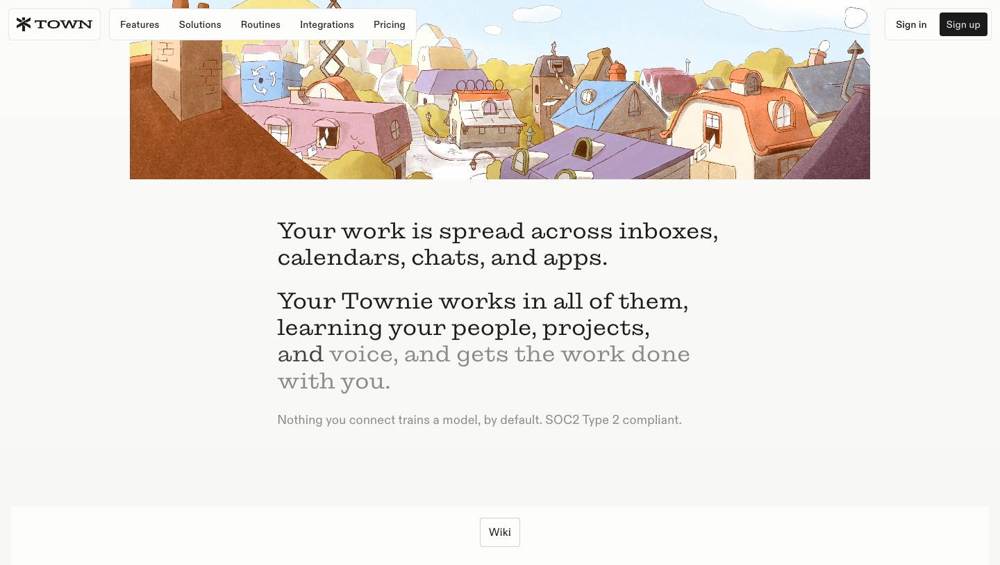 TOWN
Features
Solutions
Routines
Integrations
Pricing
Sign in
Sign up
Your work is spread across inboxes,
calendars, chats, and apps.
Your Townie works in all of them,
learning your people, projects,
and voice, and gets the work done
with you.
Nothing you connect trains a model, by default. SOC2 Type 2 compliant.
Wiki